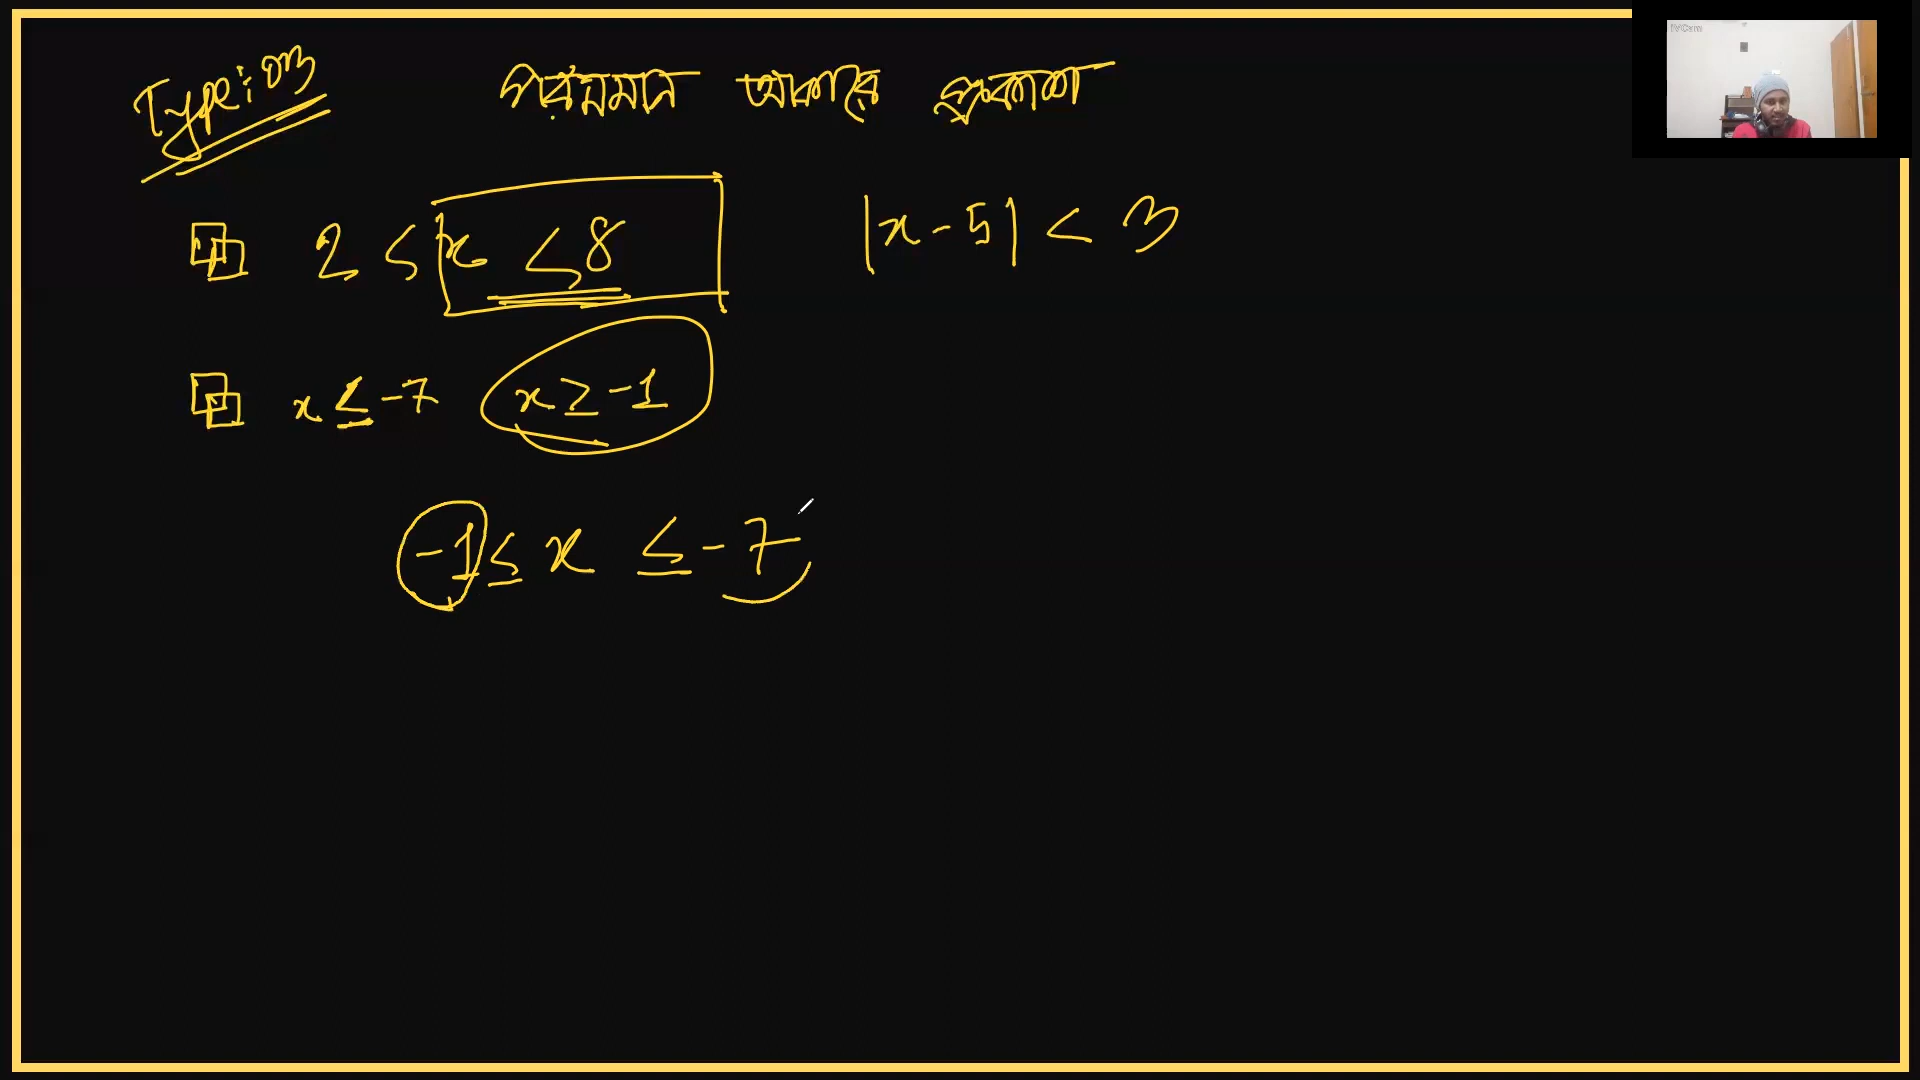 Type: 03
পরমমান আকারে প্রকাশ
2 < x < 8
|x - 5| < 3
x ≤ -7 x ≥ -1
-1 ≤ x ≤ -7